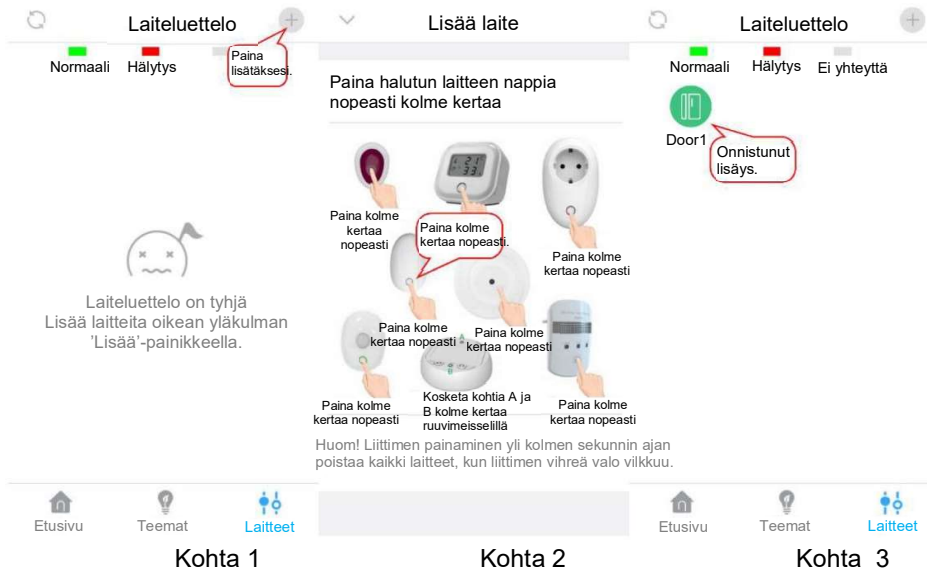 Laiteluettelo
Normaali
Hälytys
Paina
lisätäksesi.
Laiteluettelo on tyhjä
Lisää laitteita oikean yläkulman
’Lisää’-painikkeella.
Etusivu
Teemat
Laitteet
Kohta 1
Lisää laite
Paina halutun laitteen nappia
nopeasti kolme kertaa
Paina kolme
kertaa
nopeasti
Paina kolme
kertaa nopeasti.
Paina kolme
kertaa nopeasti
Paina kolme
kertaa nopeasti
Paina kolme
kertaa nopeasti
Paina kolme
kertaa nopeasti
Kosketa kohtia A ja
B kolme kertaa
ruuvimeisselillä
Paina kolme
kertaa nopeasti
Huom! Liittimen painaminen yli kolmen sekunnin ajan
poistaa kaikki laitteet, kun liittimen vihreä valo vilkkuu.
Kohta 2
Laiteluettelo
Normaali
Hälytys
Ei yhteyttä
Door1
Onnistunut
lisäys.
Etusivu
Teemat
Laitteet
Kohta 3